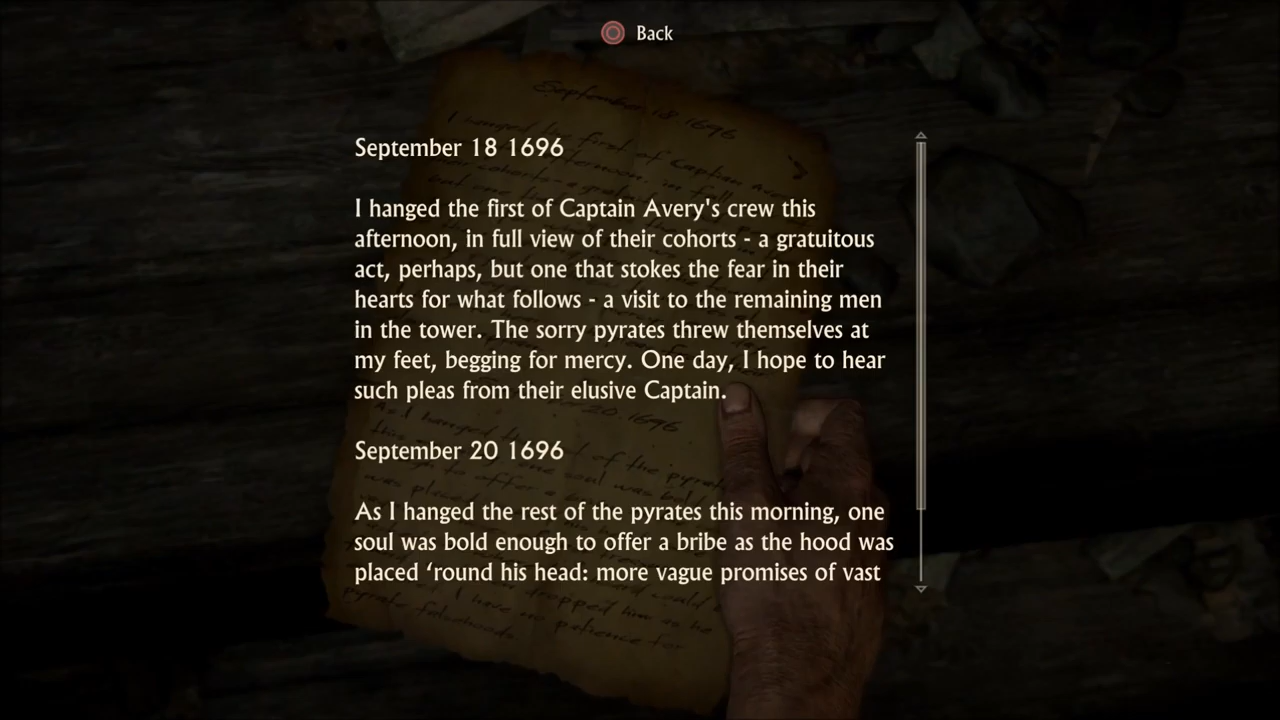 Back
September 18 1696
I hanged the first of Captain Avery's crew this
afternoon, in full view of their cohorts - a gratuitous
act, perhaps, but one that stokes the fear in their
hearts for what follows - a visit to the remaining men
in the tower. The sorry pyrates threw themselves at
my feet, begging for mercy. One day, I hope to hear
such pleas from their elusive Captain.
September 20 1696
As I hanged the rest of the pyrates this morning, one
soul was bold enough to offer a bribe as the hood was
placed ‘round his head: more vague promises of vast